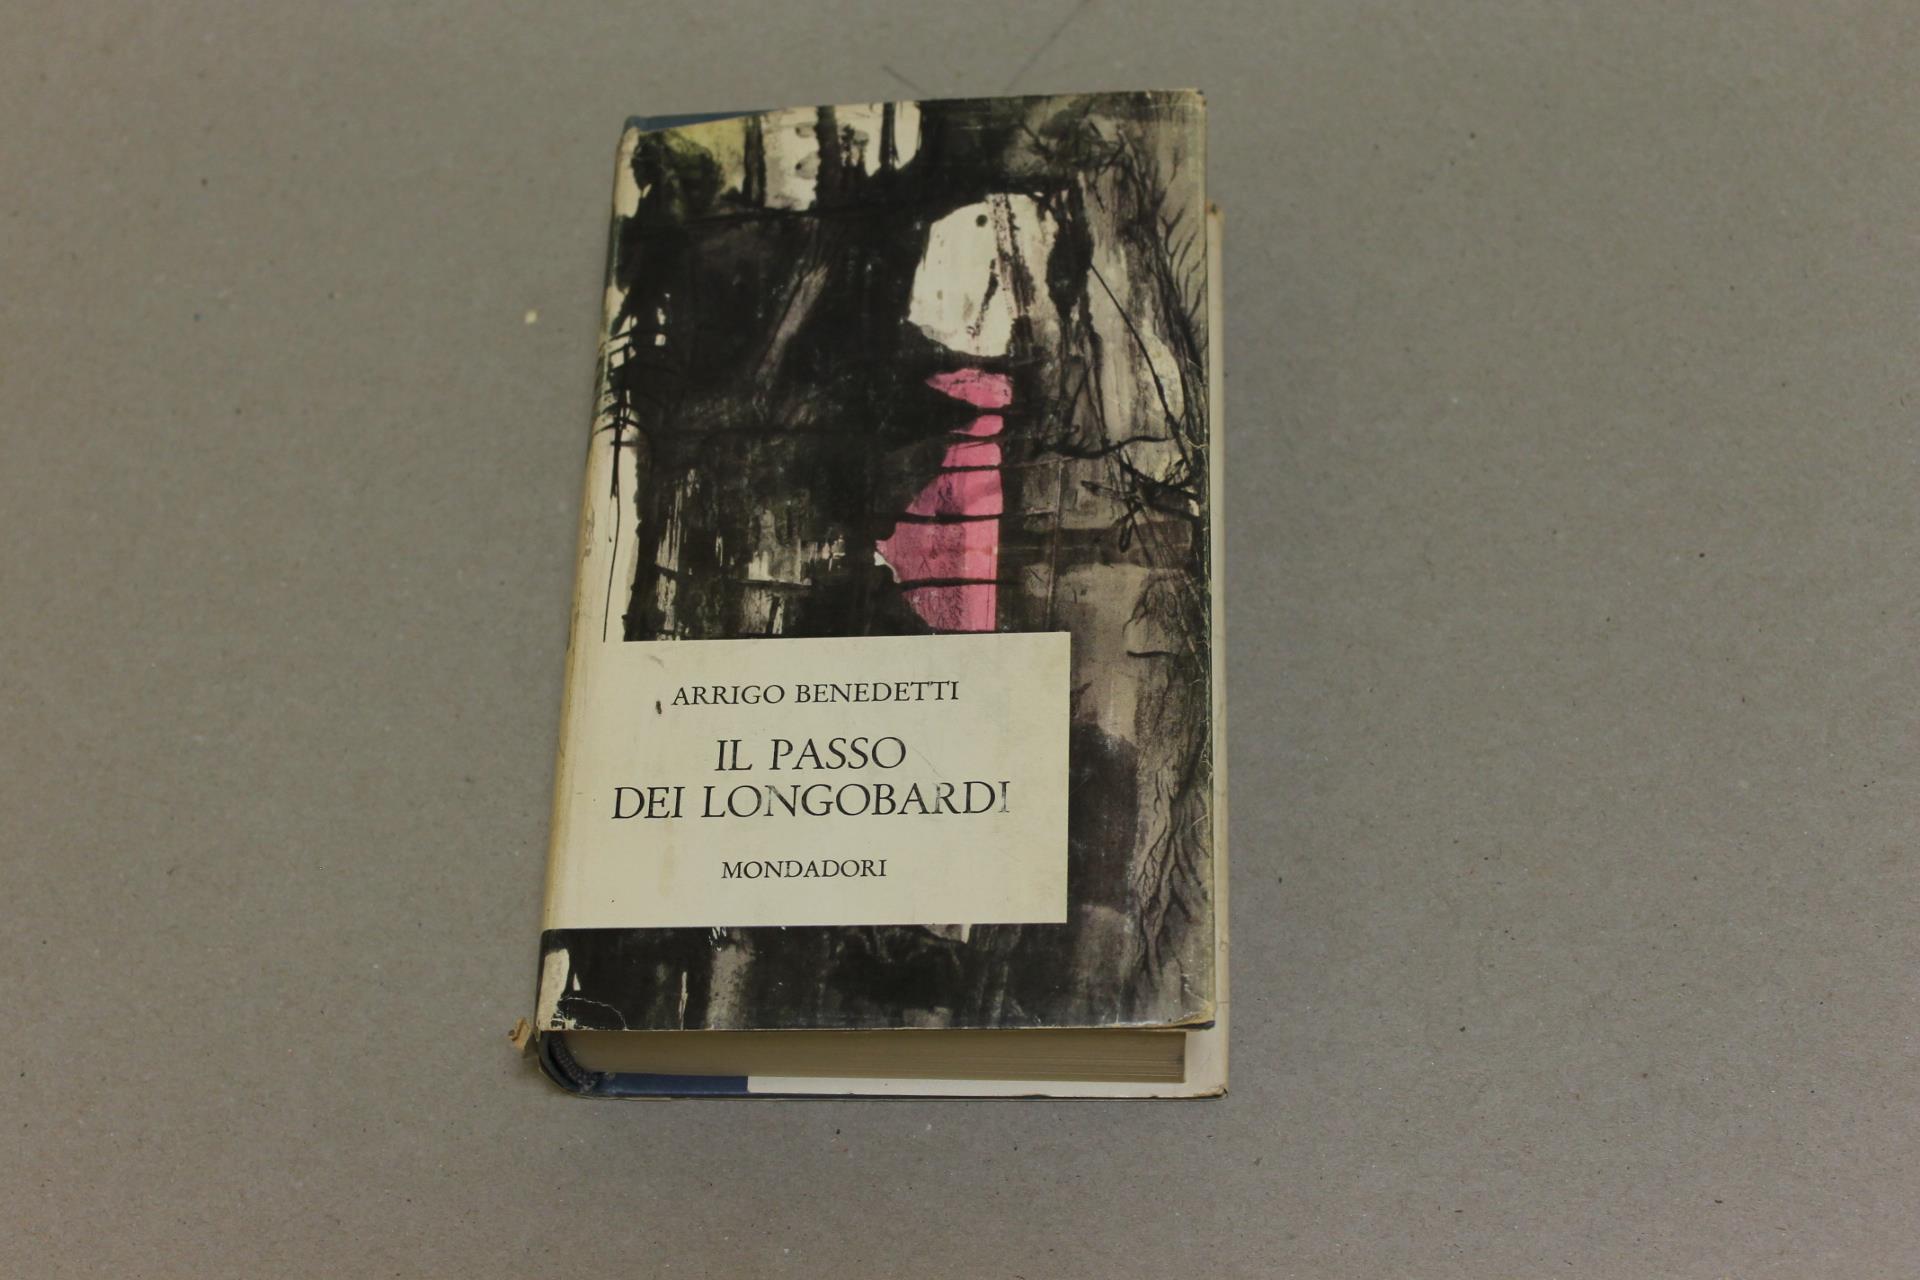 ARRIGO BENEDETTI
IL PASSO
DEI LONGOBARDI
MONDADORI